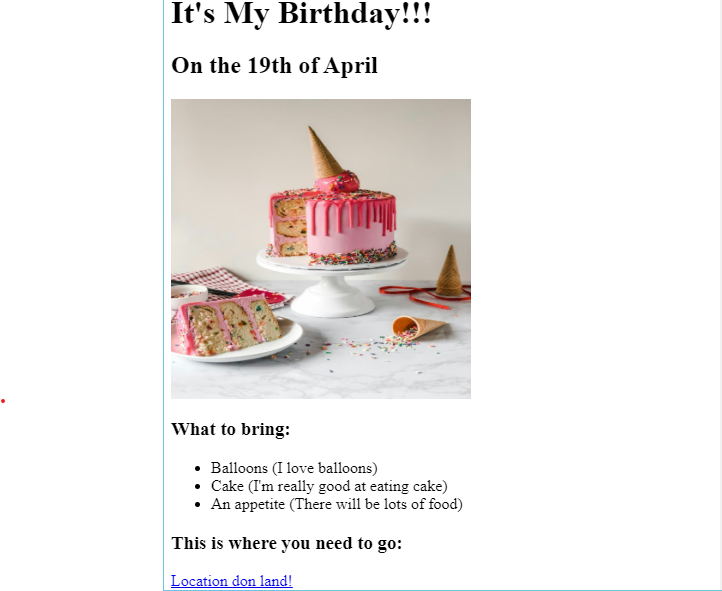 It's My Birthday!!!
On the 19th of April
What to bring:
Balloons (I love balloons)
Cake (I'm really good at eating cake)
An appetite (There will be lots of food)
This is where you need to go:
Location don land!